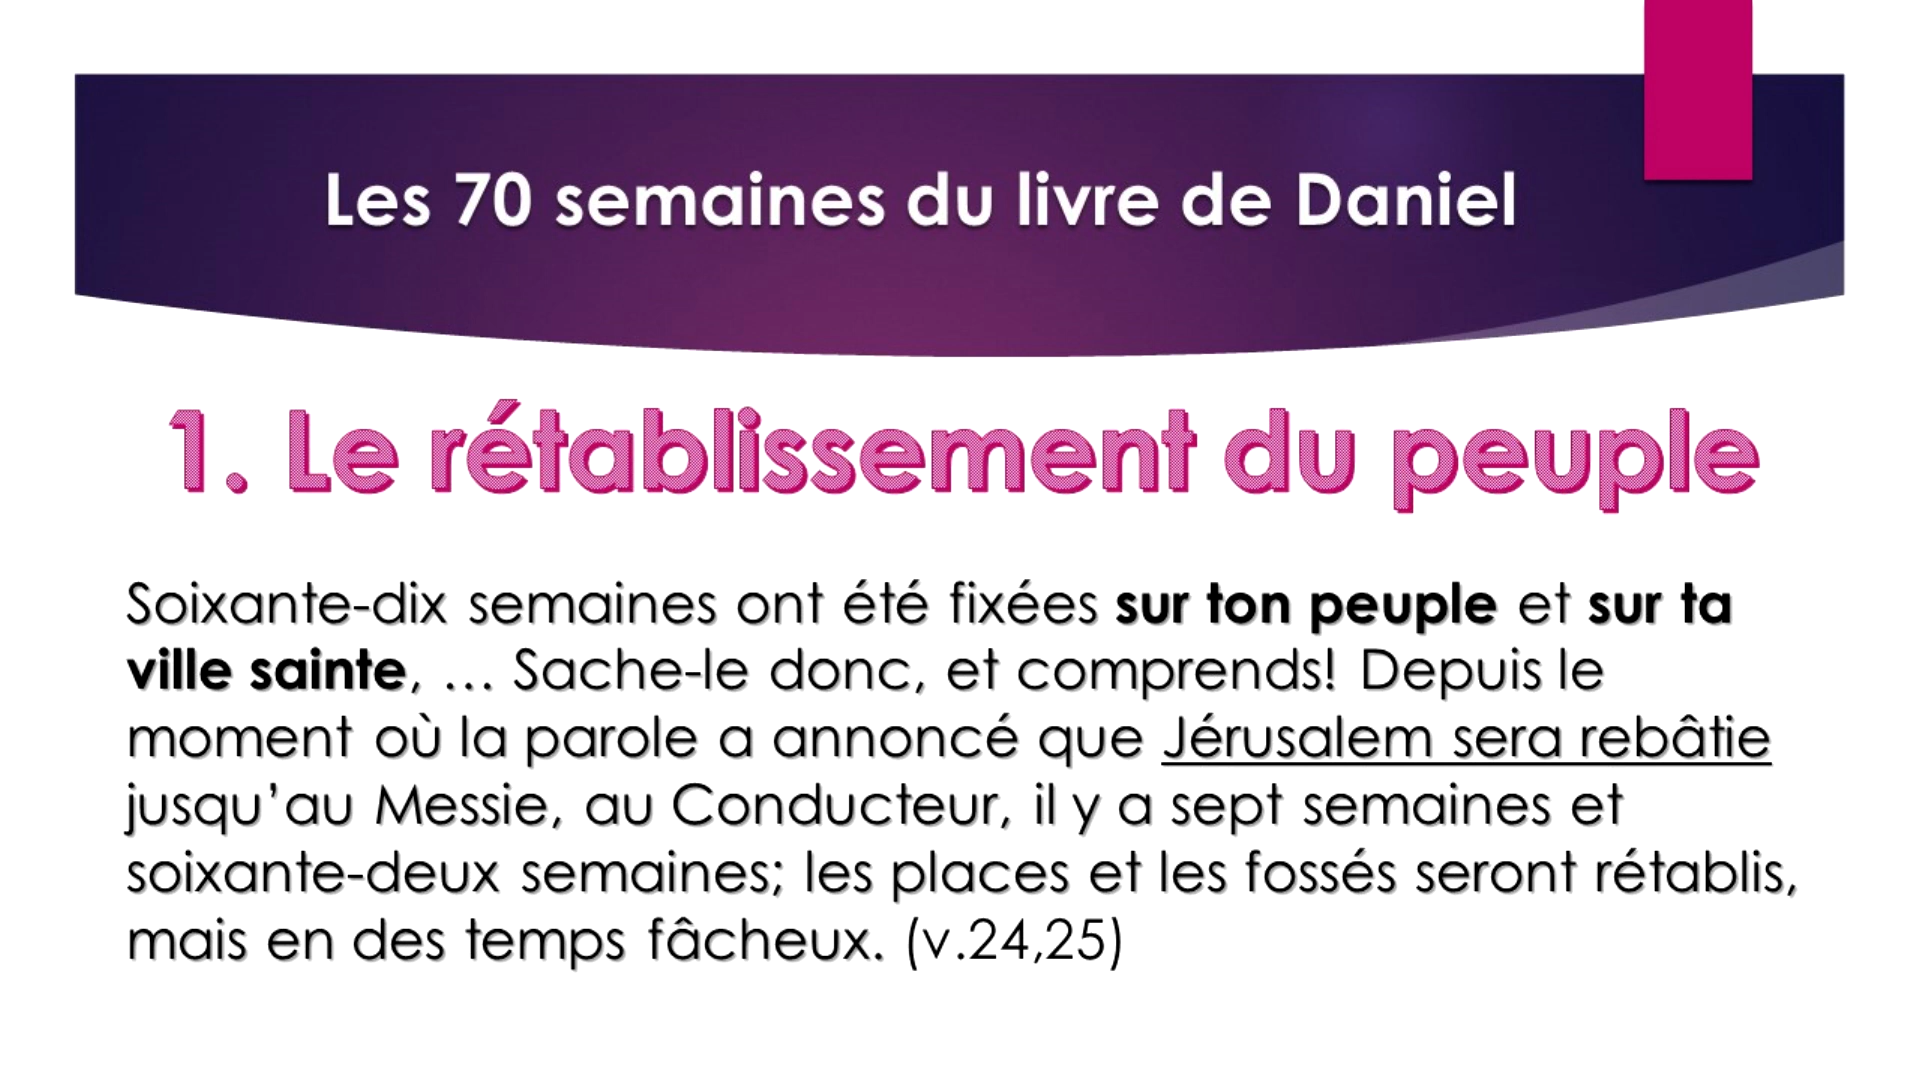 Les 70 semaines du livre de Daniel
1. Le rétablissement du peuple
Soixante-dix semaines ont été fixées sur ton peuple et sur ta
ville sainte, … Sache-le donc, et comprends! Depuis le
moment où la parole a annoncé que Jérusalem sera rebâtie
jusqu’au Messie, au Conducteur, il y a sept semaines et
soixante-deux semaines; les places et les fossés seront rétablis,
mais en des temps fâcheux. (v.24,25)